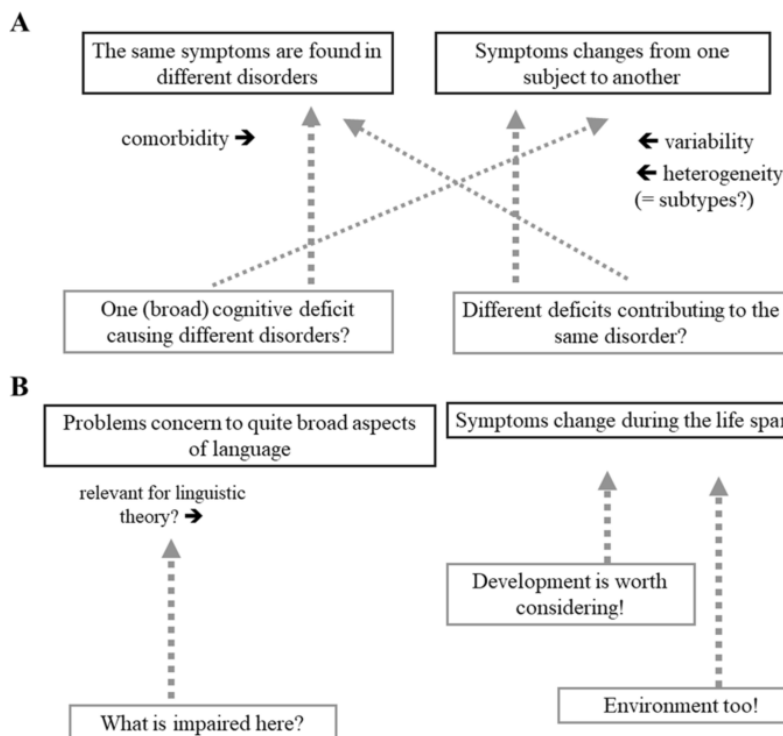 A
The same symptoms are found in
different disorders
Symptoms changes from one
subject to another
comorbidity ➔
🡰 variability
🡰 heterogeneity
(= subtypes?)
One (broad) cognitive deficit
causing different disorders?
Different deficits contributing to the
same disorder?
B
Problems concern to quite broad aspects
of language
Symptoms change during the life span
relevant for linguistic
theory? ➔
Development is worth
considering!
Environment too!
What is impaired here?